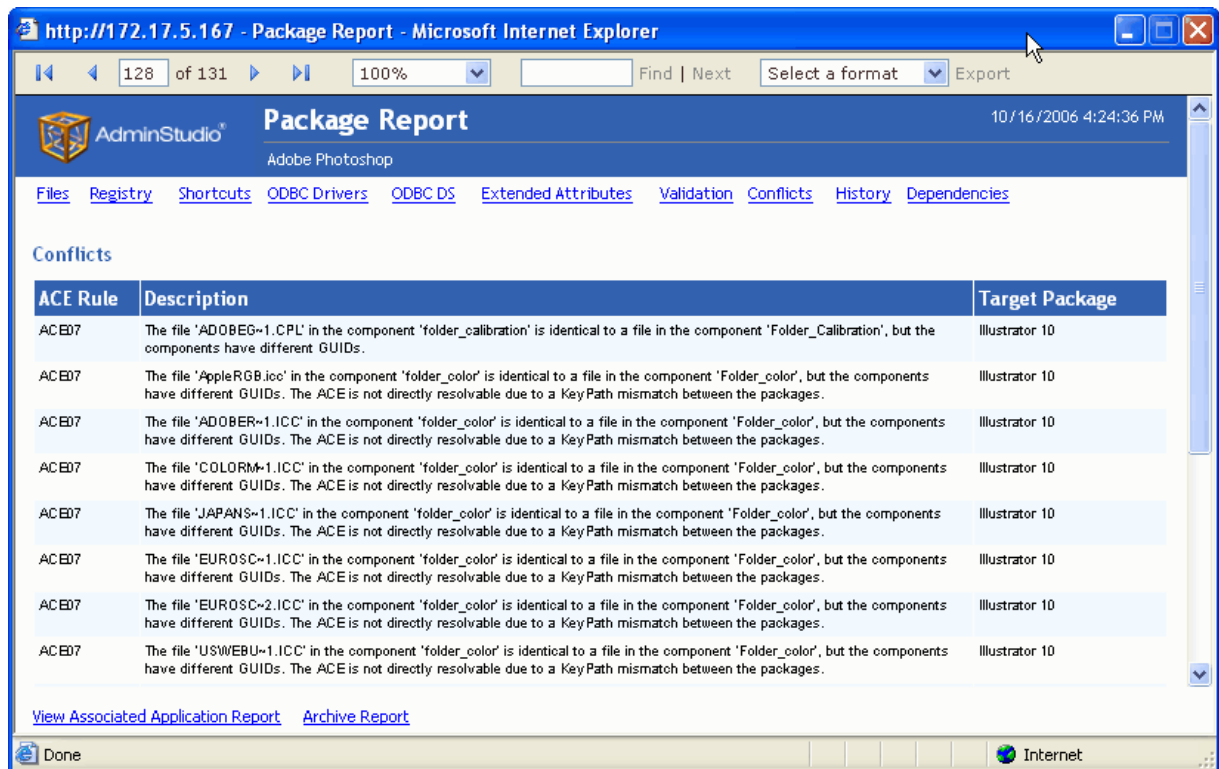 http://172.17.5.167 - Package Report - Microsoft Internet Explorer
128 of 131 100% Find | Next Select a format Export
AdminStudio® Package Report 10/16/2006 4:24:36 PM
Adobe Photoshop
Files Registry Shortcuts ODBC Drivers ODBC DS Extended Attributes Validation Conflicts History Dependencies
Conflicts
ACE Rule Description Target Package
ACE07 The file 'ADOBEG~1.CPL' in the component 'folder_calibration' is identical to a file in the component 'Folder_Calibration', but the Illustrator 10
components have different GUIDs.
ACE07 The file 'AppleRGB.icc' in the component 'folder_color' is identical to a file in the component 'Folder_color', but the components Illustrator 10
have different GUIDs. The ACE is not directly resolvable due to a KeyPath mismatch between the packages.
ACE07 The file 'ADOBER~1.ICC' in the component 'folder_color' is identical to a file in the component 'Folder_color', but the components Illustrator 10
have different GUIDs. The ACE is not directly resolvable due to a KeyPath mismatch between the packages.
ACE07 The file 'COLORM~1.ICC' in the component 'folder_color' is identical to a file in the component 'Folder_color', but the components Illustrator 10
have different GUIDs. The ACE is not directly resolvable due to a KeyPath mismatch between the packages.
ACE07 The file 'JAPANS~1.ICC' in the component 'folder_color' is identical to a file in the component 'Folder_color', but the components Illustrator 10
have different GUIDs. The ACE is not directly resolvable due to a KeyPath mismatch between the packages.
ACE07 The file 'EUROSC~1.ICC' in the component 'folder_color' is identical to a file in the component 'Folder_color', but the components Illustrator 10
have different GUIDs. The ACE is not directly resolvable due to a KeyPath mismatch between the packages.
ACE07 The file 'EUROSC~2.ICC' in the component 'folder_color' is identical to a file in the component 'Folder_color', but the components Illustrator 10
have different GUIDs. The ACE is not directly resolvable due to a KeyPath mismatch between the packages.
ACE07 The file 'USWEBU~1.ICC' in the component 'folder_color' is identical to a file in the component 'Folder_color', but the components Illustrator 10
have different GUIDs. The ACE is not directly resolvable due to a KeyPath mismatch between the packages.
View Associated Application Report Archive Report
Done Internet